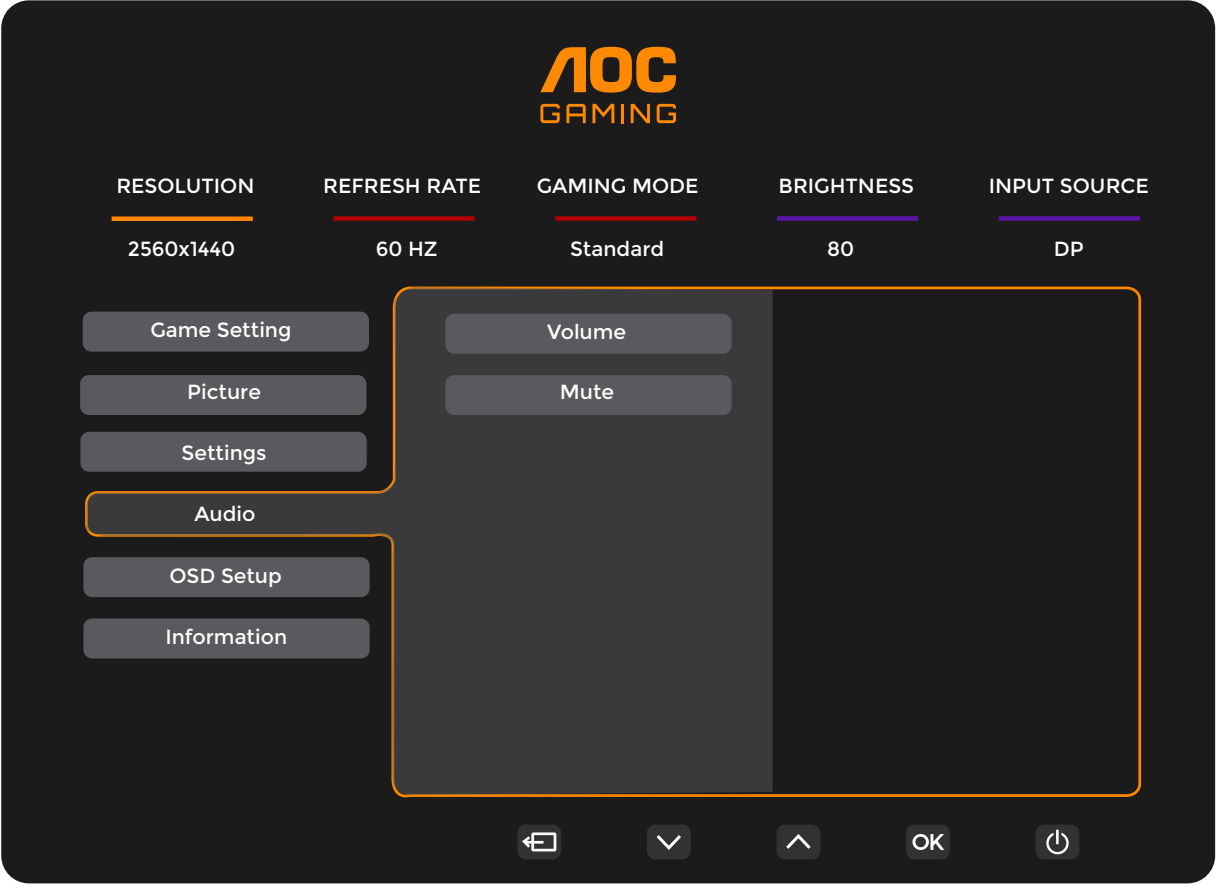 AOC
GAMING
RESOLUTION REFRESH RATE GAMING MODE BRIGHTNESS INPUT SOURCE
2560x1440 60 HZ Standard 80 DP
Game Setting Volume
Picture Mute
Settings
Audio
OSD Setup
Information
OK